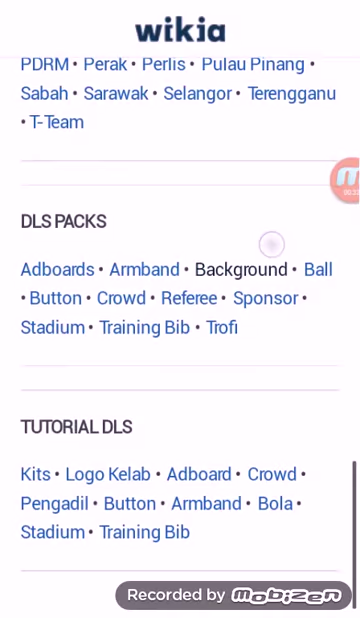 wikia
PDRM • Perak • Perlis • Pulau Pinang •
Sabah • Sarawak • Selangor • Terengganu
• T-Team
DLS PACKS
Adboards • Armband • Background • Ball
• Button • Crowd • Referee • Sponsor •
Stadium • Training Bib • Trofi
TUTORIAL DLS
Kits • Logo Kelab • Adboard • Crowd •
Pengadil • Button • Armband • Bola •
Stadium • Training Bib
Recorded by Mobizen